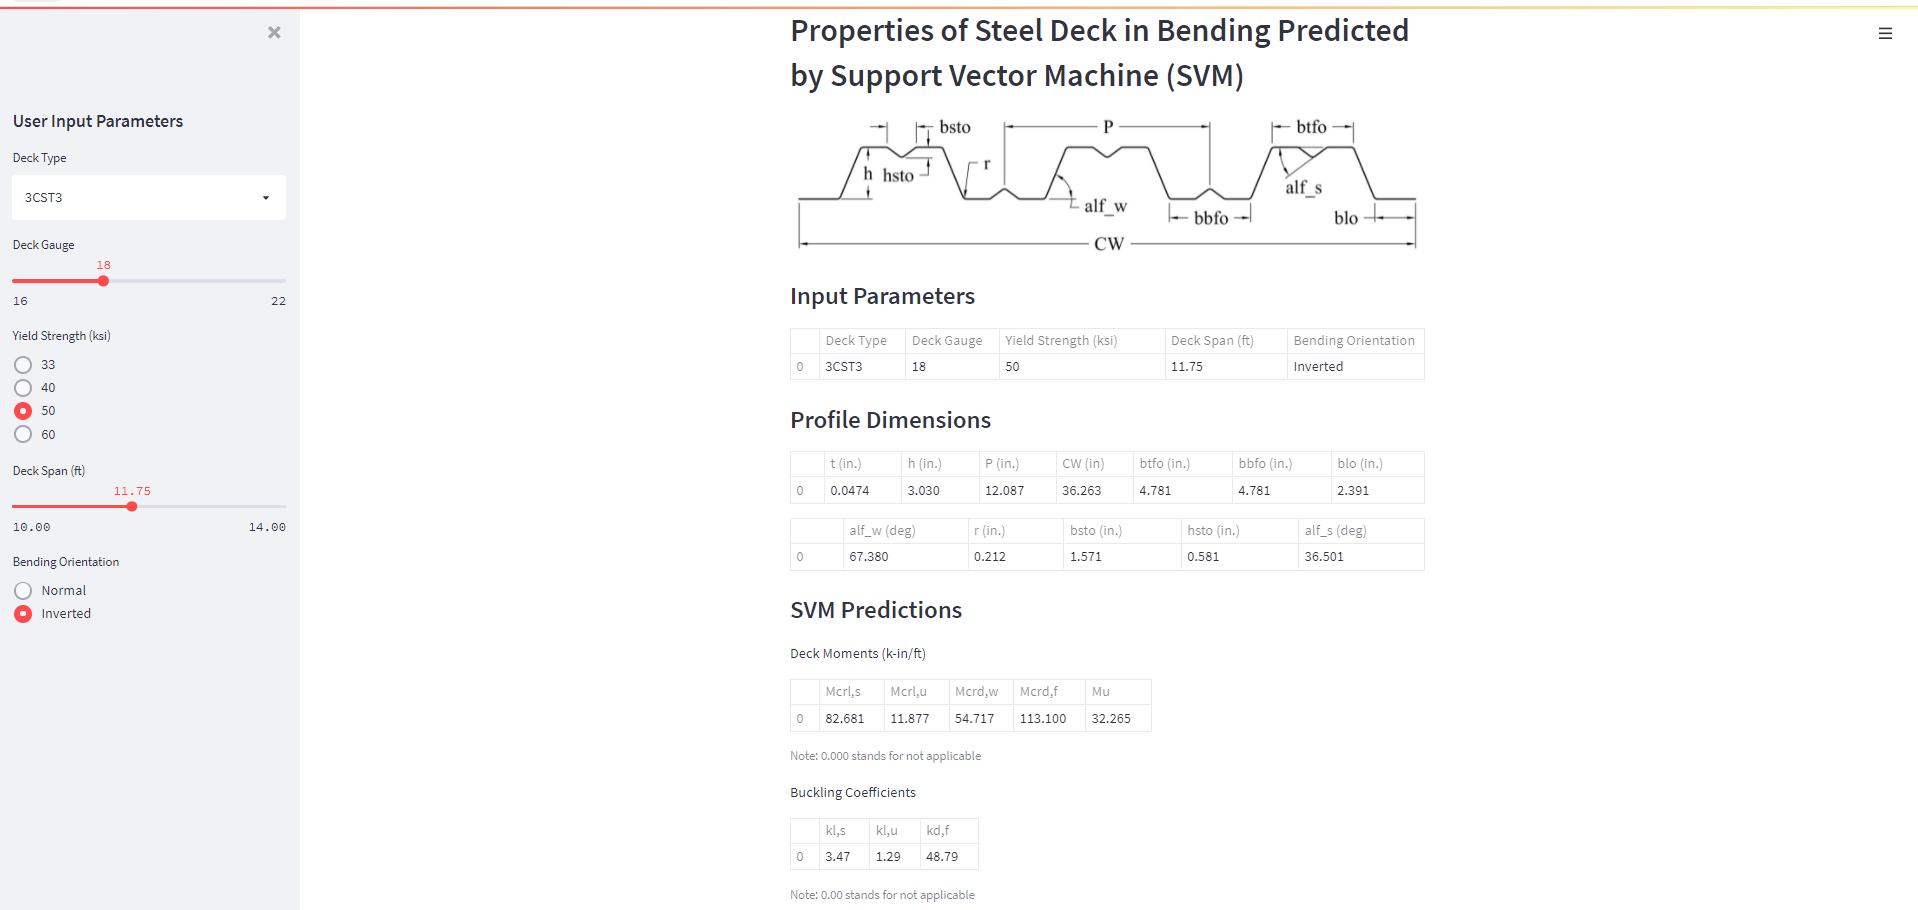 User Input Parameters
Deck Type
3CST3
Deck Gauge
18
16 22
Yield Strength (ksi)
33
40
50
60
Deck Span (ft)
11.75
10.00 14.00
Bending Orientation
Normal
Inverted
Properties of Steel Deck in Bending Predicted
by Support Vector Machine (SVM)
bsto P btfo
h hsto r
alf_s
alf_w
bbfo blo
CW
Input Parameters
Deck Type Deck Gauge Yield Strength (ksi) Deck Span (ft) Bending Orientation
0 3CST3 18 50 11.75 Inverted
Profile Dimensions
t (in.) h (in.) P (in.) CW (in) btfo (in.) bbfo (in.) blo (in.)
0 0.0474 3.030 12.087 36.263 4.781 4.781 2.391
alf_w (deg) r (in.) bsto (in.) hsto (in.) alf_s (deg)
0 67.380 0.212 1.571 0.581 36.501
SVM Predictions
Deck Moments (k-in/ft)
Mcrl,s Mcrl,u Mcrd,w Mcrd,f Mu
0 82.681 11.877 54.717 113.100 32.265
Note: 0.000 stands for not applicable
Buckling Coefficients
kl,s kl,u kd,f
0 3.47 1.29 48.79
Note: 0.00 stands for not applicable